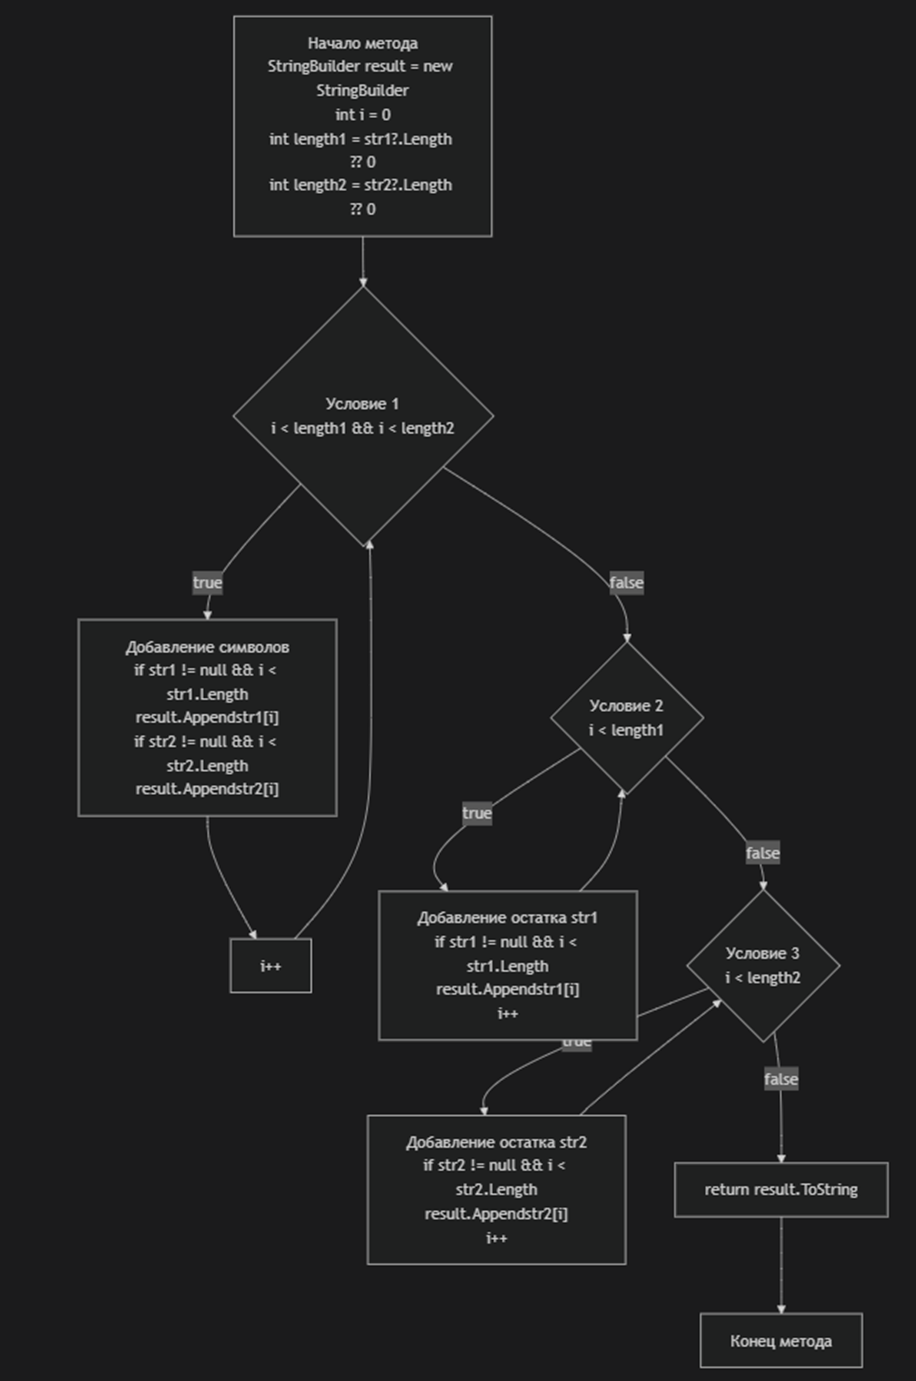 Начало метода
StringBuilder result = new
StringBuilder
int i = 0
int length1 = str1?.Length
?? 0
int length2 = str2?.Length
?? 0
Условие 1
i < length1 && i < length2
true
false
Добавление символов
if str1 != null && i <
str1.Length
result.Appendstr1[i]
if str2 != null && i <
str2.Length
result.Appendstr2[i]
i++
Условие 2
i < length1
true
false
Добавление остатка str1
if str1 != null && i <
str1.Length
result.Appendstr1[i]
i++
Условие 3
i < length2
true
false
Добавление остатка str2
if str2 != null && i <
str2.Length
result.Appendstr2[i]
i++
return result.ToString
Конец метода